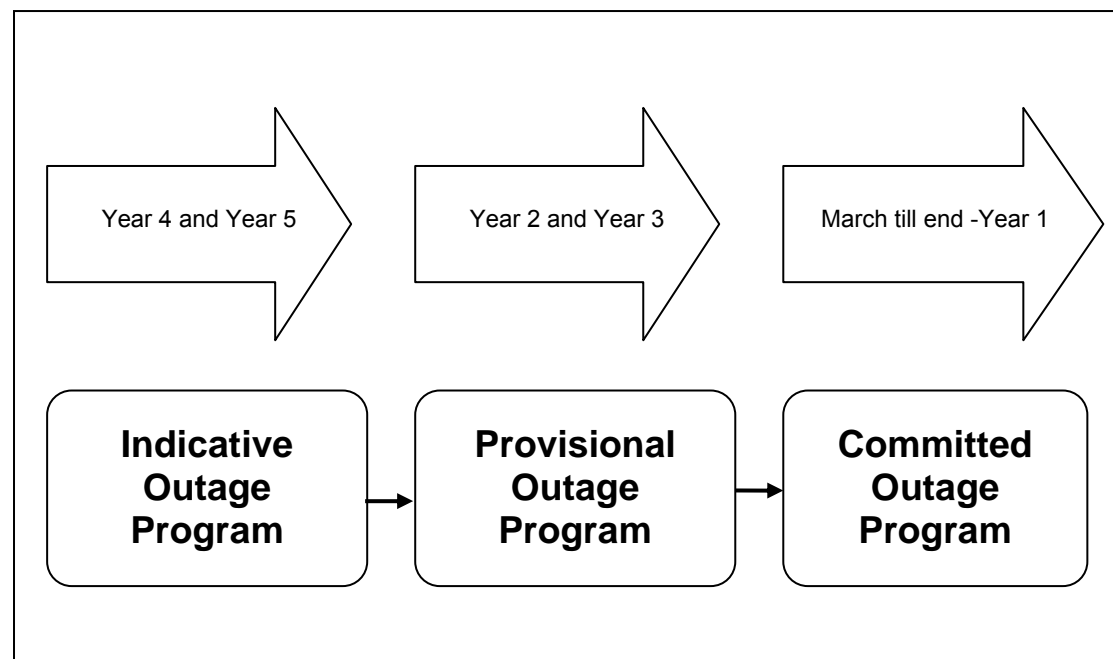 Year 4 and Year 5
Year 2 and Year 3
March till end -Year 1
Indicative
Outage
Program
Provisional
Outage
Program
Committed
Outage
Program